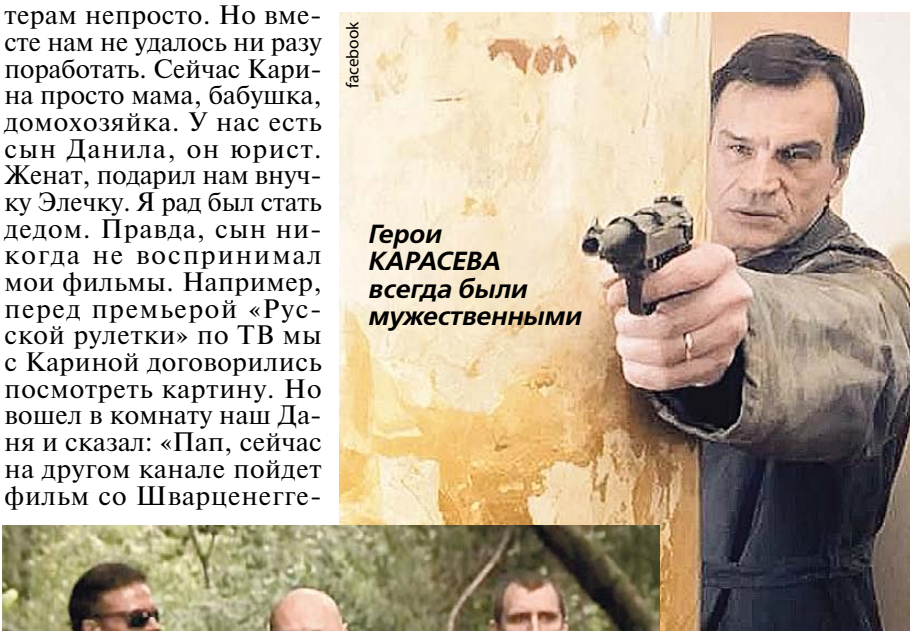 терам непросто. Но вме-
сте нам не удалось ни разу
поработать. Сейчас Кари-
на просто мама, бабушка,
домохозяйка. У нас есть
сын Данила, он юрист.
Женат, подарил нам внуч-
ку Элечку. Я рад был стать
дедом. Правда, сын ни-
когда не воспринимал
мои фильмы. Например,
перед премьерой «Рус-
ской рулетки» по ТВ мы
с Кариной договорились
посмотреть картину. Но
вошел в комнату наш Да-
ня и сказал: «Пап, сейчас
на другом канале пойдет
фильм со Шварценегге-
facebook
Герои
КАРАСЕВА
всегда были
мужественными